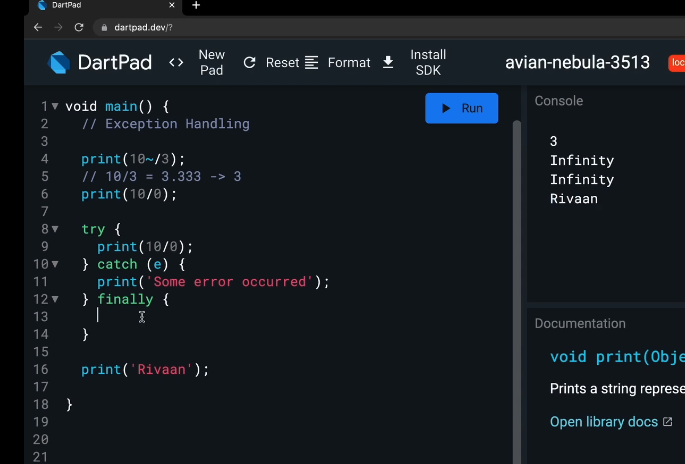 DartPad
dartpad.dev/?
DartPad <> New Pad Reset Format Install SDK avian-nebula-3513
Run
1 void main() {
2 // Exception Handling
3
4 print(10~/3);
5 // 10/3 = 3.333 -> 3
6 print(10/0);
7
8 try {
9 print(10/0);
10 } catch (e) {
11 print('Some error occurred');
12 } finally {
13
14 }
15
16 print('Rivaan');
17
18 }
19
20
21
Console
3
Infinity
Infinity
Rivaan
Documentation
void print(Obje
Prints a string represe
Open library docs